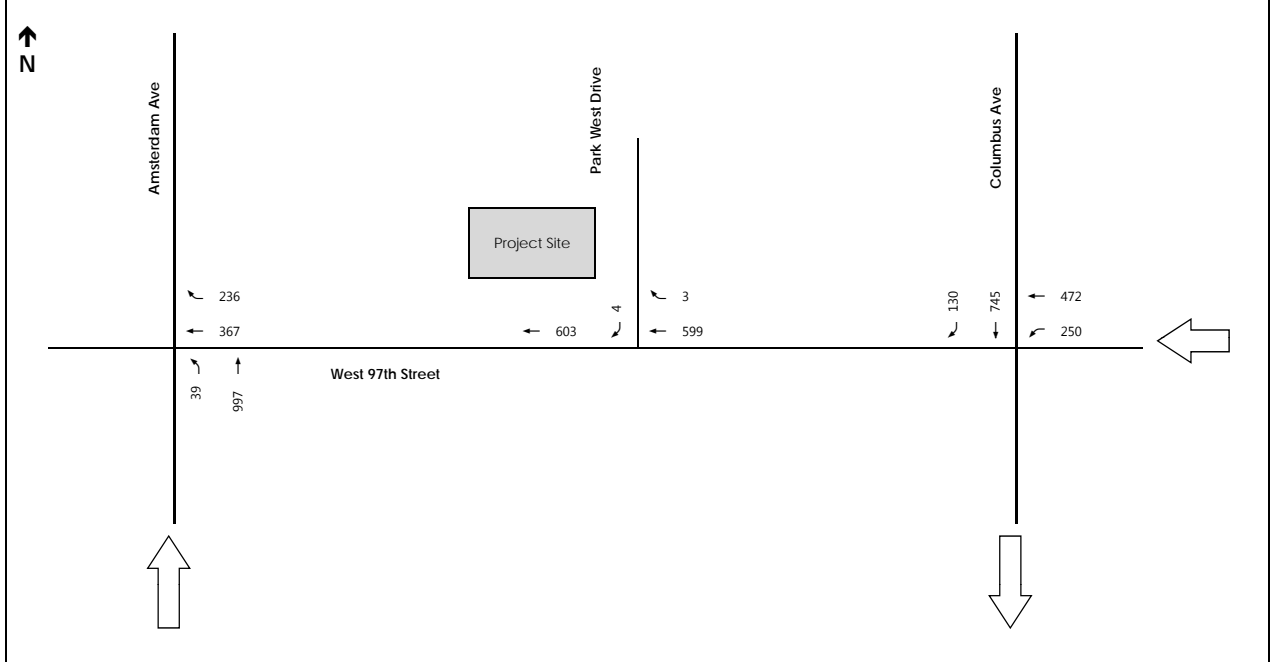 N
Amsterdam Ave
Park West Drive
Columbus Ave
Project Site
236
4
3
130
745
472
367
603
599
250
West 97th Street
39
997